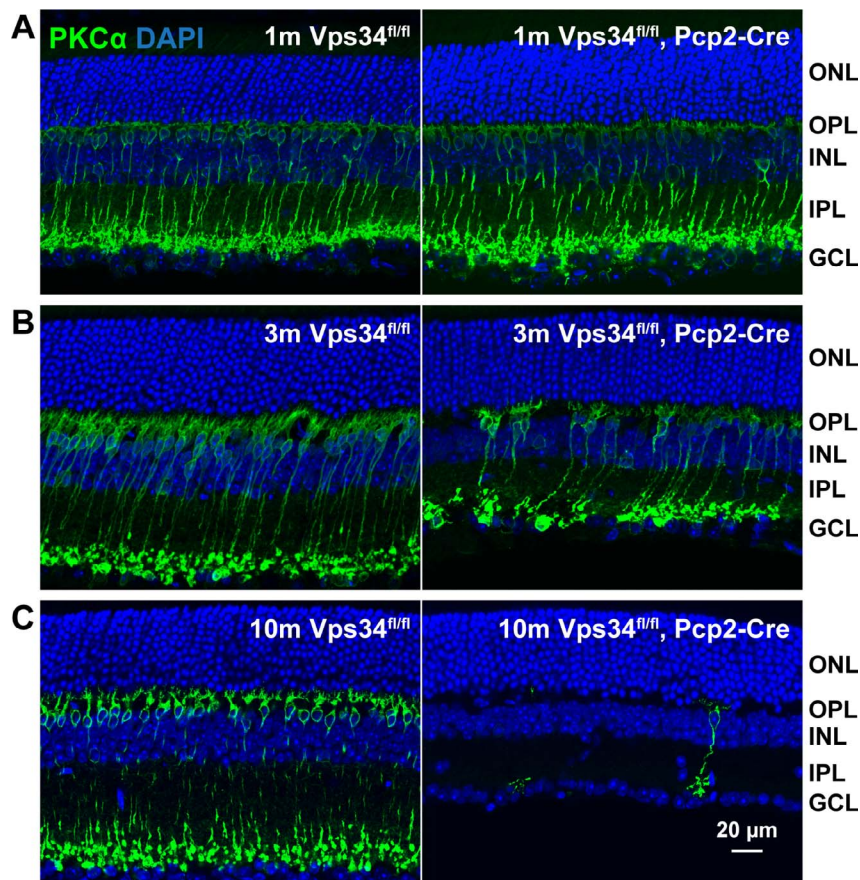 A
PKCα DAPI
1m Vps34fl/fl
1m Vps34fl/fl, Pcp2-Cre
ONL
OPL
INL
IPL
GCL
B
3m Vps34fl/fl
3m Vps34fl/fl, Pcp2-Cre
ONL
OPL
INL
IPL
GCL
C
10m Vps34fl/fl
10m Vps34fl/fl, Pcp2-Cre
ONL
OPL
INL
IPL
GCL
20 µm